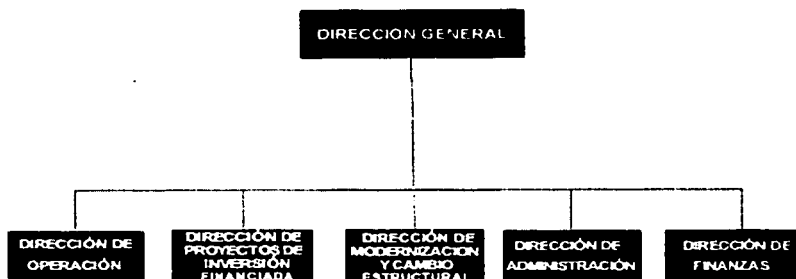 DIRECCION GENERAL
DIRECCIÓN DE
OPERACIÓN
DIRECCIÓN DE
PROYECTOS DE
INVERSIÓN
FINANCIADA
DIRECCIÓN DE
MODERNIZACION
Y CAMBIO
ESTRUCTURAL
DIRECCIÓN DE
ADMINISTRACIÓN
DIRECCIÓN DE
FINANZAS